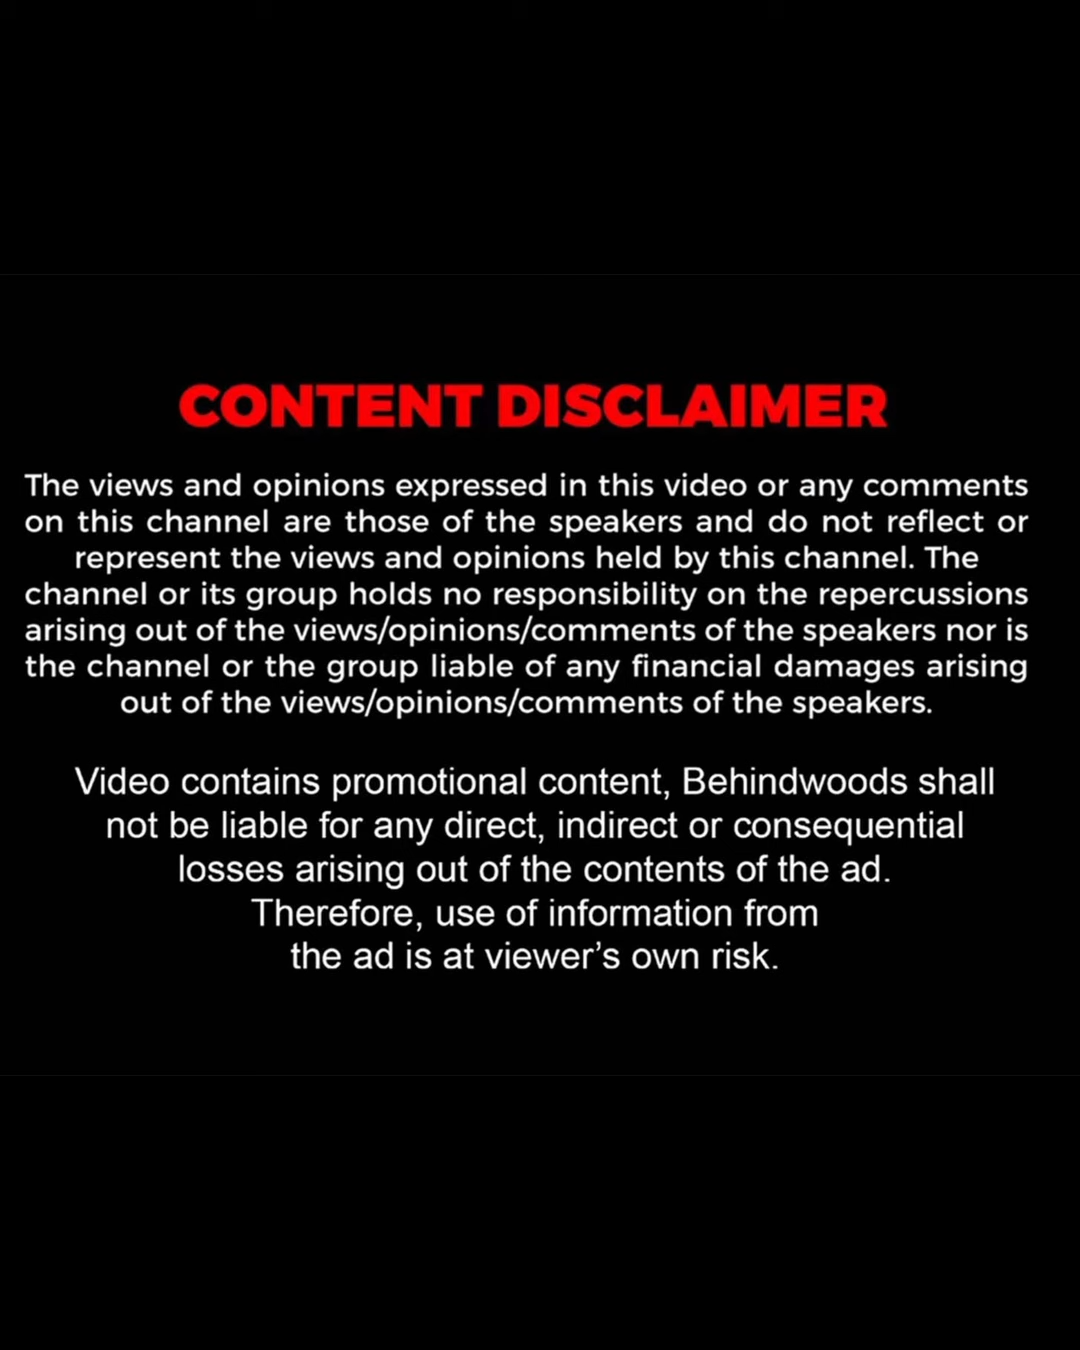 CONTENT DISCLAIMER
The views and opinions expressed in this video or any comments
on this channel are those of the speakers and do not reflect or
represent the views and opinions held by this channel. The
channel or its group holds no responsibility on the repercussions
arising out of the views/opinions/comments of the speakers nor is
the channel or the group liable of any financial damages arising
out of the views/opinions/comments of the speakers.
Video contains promotional content, Behindwoods shall
not be liable for any direct, indirect or consequential
losses arising out of the contents of the ad.
Therefore, use of information from
the ad is at viewer’s own risk.